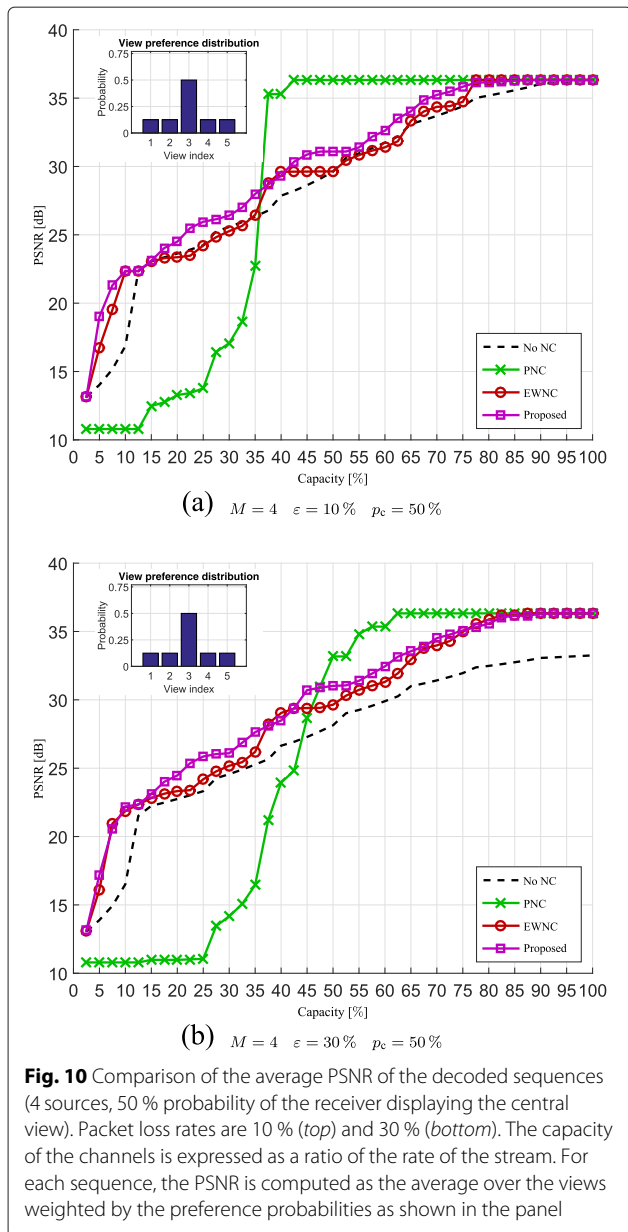 40
35
30
25
20
15
10
PSNR [dB]
View preference distribution
0.75
0.5
0.25
0
Probability
1 2 3 4 5
View index
No NC
PNC
EWNC
Proposed
0 5 10 15 20 25 30 35 40 45 50 55 60 65 70 75 80 85 90 95 100
Capacity [%]
(a) M = 4 ε = 10 % pc = 50 %
40
35
30
25
20
15
10
PSNR [dB]
View preference distribution
0.75
0.5
0.25
0
Probability
1 2 3 4 5
View index
No NC
PNC
EWNC
Proposed
0 5 10 15 20 25 30 35 40 45 50 55 60 65 70 75 80 85 90 95 100
Capacity [%]
(b) M = 4 ε = 30 % pc = 50 %
Fig. 10 Comparison of the average PSNR of the decoded sequences
(4 sources, 50 % probability of the receiver displaying the central
view). Packet loss rates are 10 % (top) and 30 % (bottom). The capacity
of the channels is expressed as a ratio of the rate of the stream. For
each sequence, the PSNR is computed as the average over the views
weighted by the preference probabilities as shown in the panel